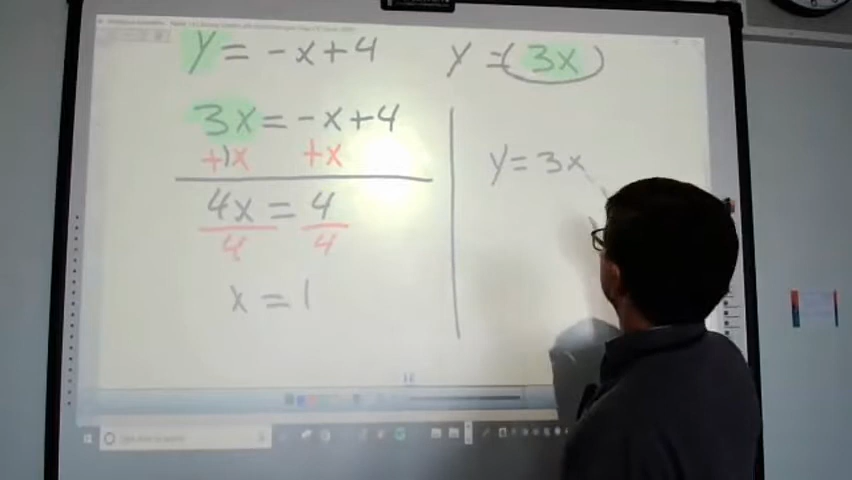 y = -x+4
y = (3x)
3x = -x+4
+1x +x
4x = 4
4 4
x = 1
y = 3x